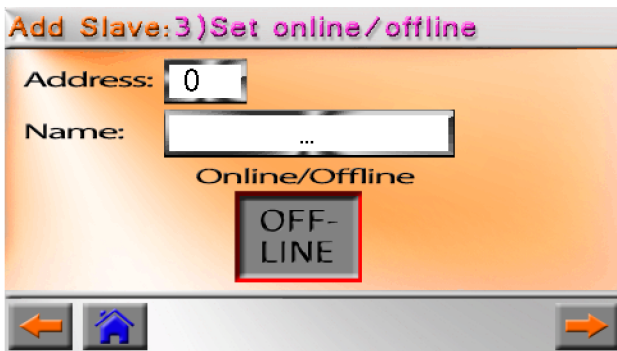 Add Slave:3)Set online/offline
Address: 0
Name: ...
Online/Offline
OFF-
LINE